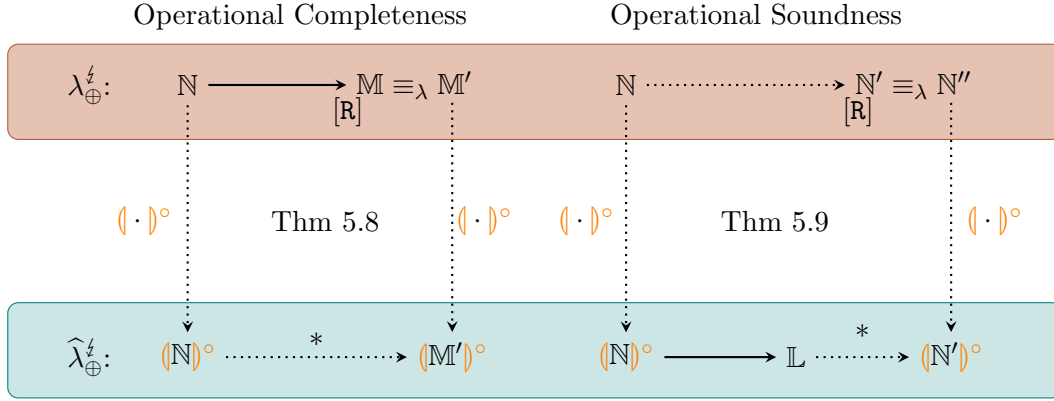 Operational Completeness Operational Soundness
λ⊕↯: ℕ 𝕄 ≡λ 𝕄′ ℕ ℕ′ ≡λ ℕ″
[R] [R]
⦇·⦈° Thm 5.8 ⦇·⦈° ⦇·⦈° Thm 5.9 ⦇·⦈°
λ̂⊕↯: ⦇ℕ⦈° * ⦇𝕄′⦈° ⦇ℕ⦈° 𝕃 * ⦇ℕ′⦈°